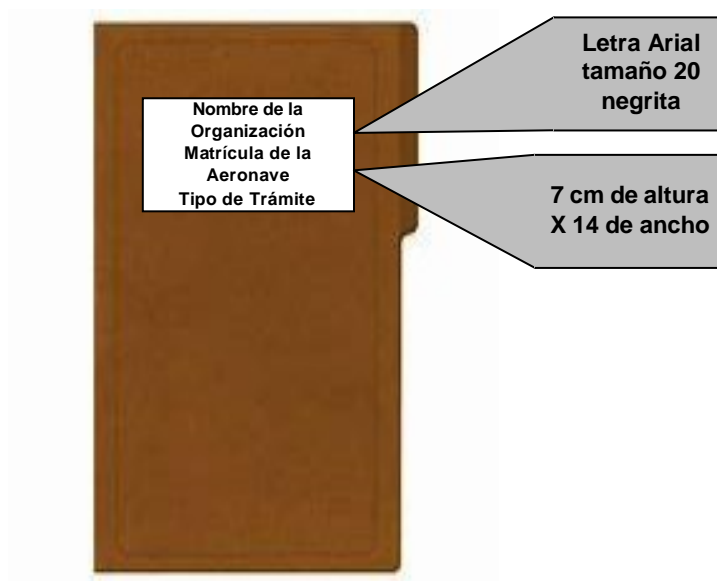 Nombre de la
Organización
Matrícula de la
Aeronave
Tipo de Trámite
Letra Arial
tamaño 20
negrita
7 cm de altura
X 14 de ancho